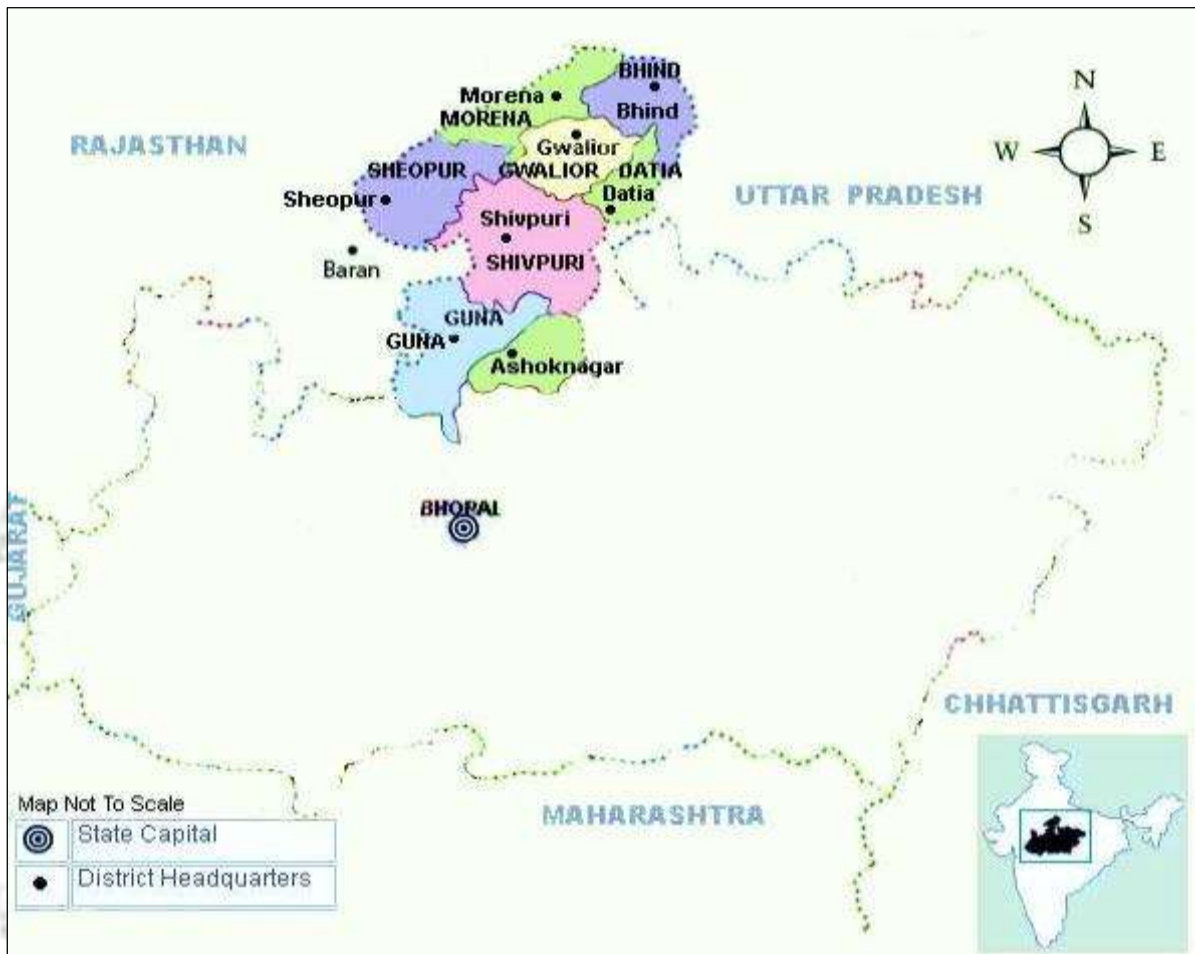 BHIND
Morena
MORENA
Bhind
N
W
E
S
RAJASTHAN
Gwalior
SHEOPUR
GWALIOR
DATIA
Sheopur
Datia
UTTAR PRADESH
Shivpuri
SHIVPURI
Baran
GUNA
GUNA
Ashoknagar
BHOPAL
GUJARAT
CHHATTISGARH
MAHARASHTRA
Map Not To Scale
State Capital
District Headquarters